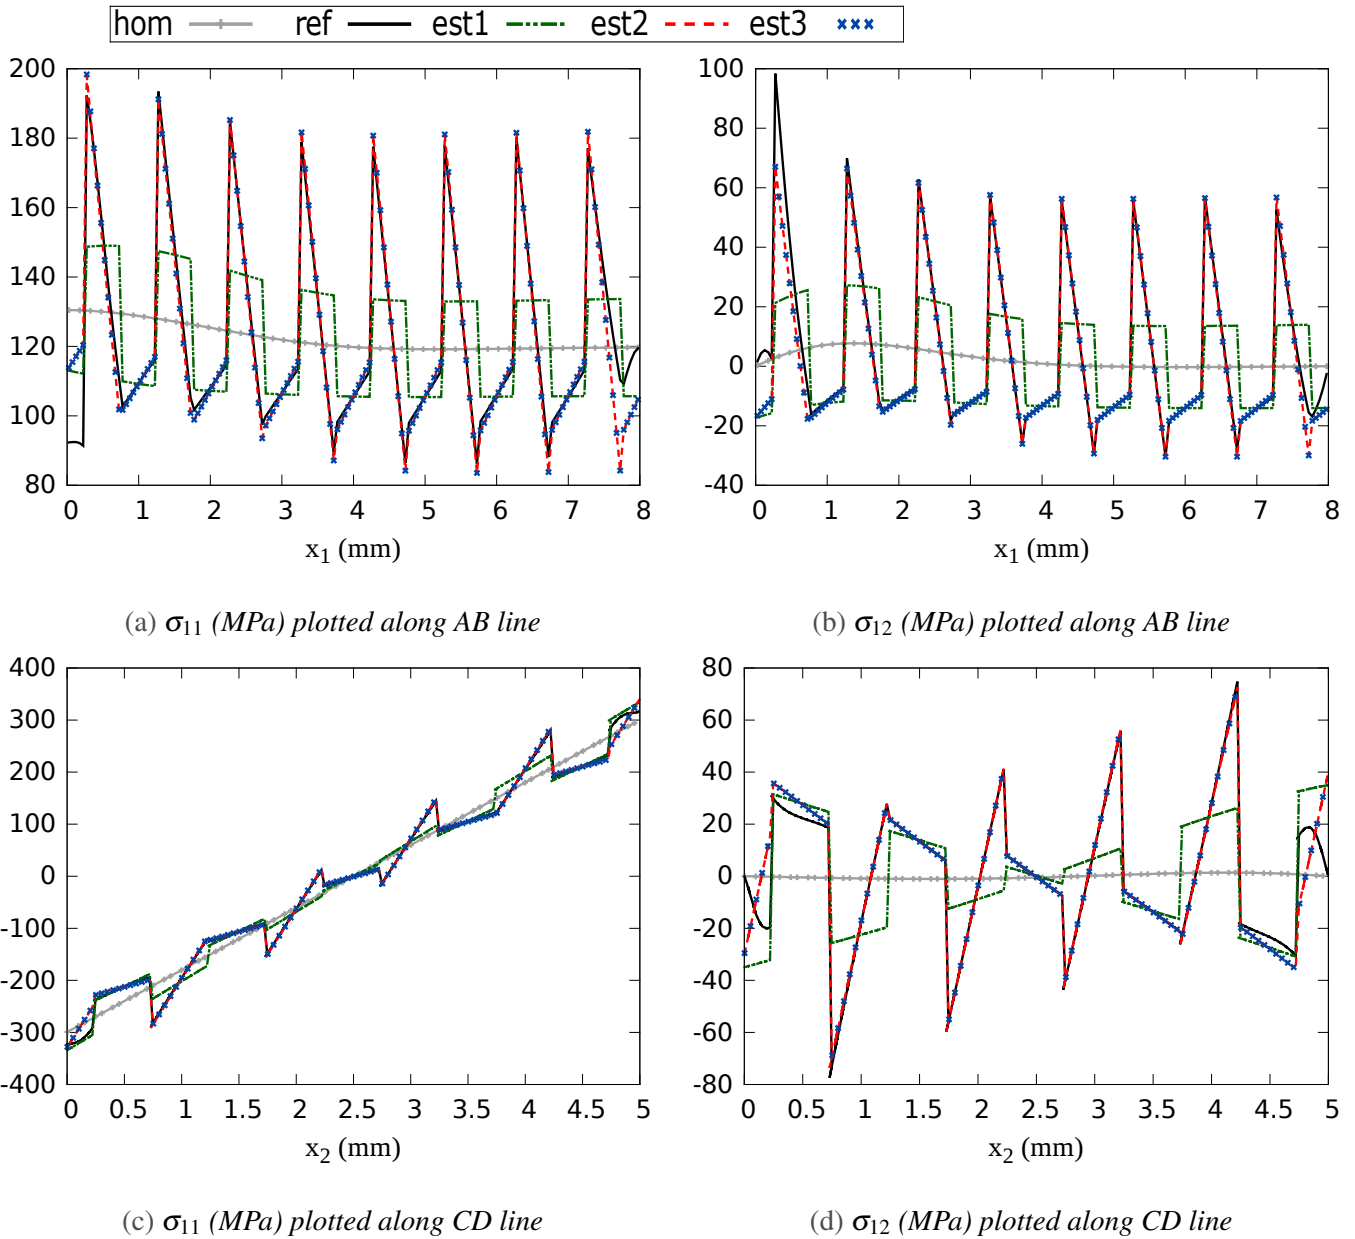 hom ref est1 est2 est3
200
180
160
140
120
100
80
0 1 2 3 4 5 6 7 8
x1 (mm)
100
80
60
40
20
0
-20
-40
0 1 2 3 4 5 6 7 8
x1 (mm)
(a) σ11 (MPa) plotted along AB line
(b) σ12 (MPa) plotted along AB line
400
300
200
100
0
-100
-200
-300
-400
0 0.5 1 1.5 2 2.5 3 3.5 4 4.5 5
x2 (mm)
80
60
40
20
0
-20
-40
-60
-80
0 0.5 1 1.5 2 2.5 3 3.5 4 4.5 5
x2 (mm)
(c) σ11 (MPa) plotted along CD line
(d) σ12 (MPa) plotted along CD line